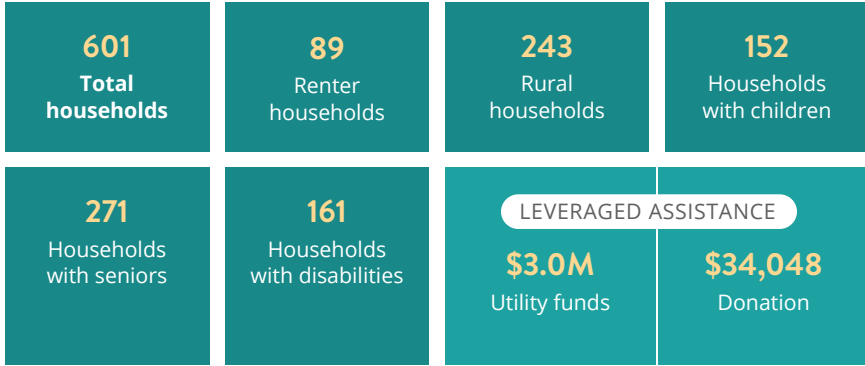 601
Total
households
89
Renter
households
243
Rural
households
152
Households
with children
271
Households
with seniors
161
Households
with disabilities
LEVERAGED ASSISTANCE
$3.0M
Utility funds
$34,048
Donation